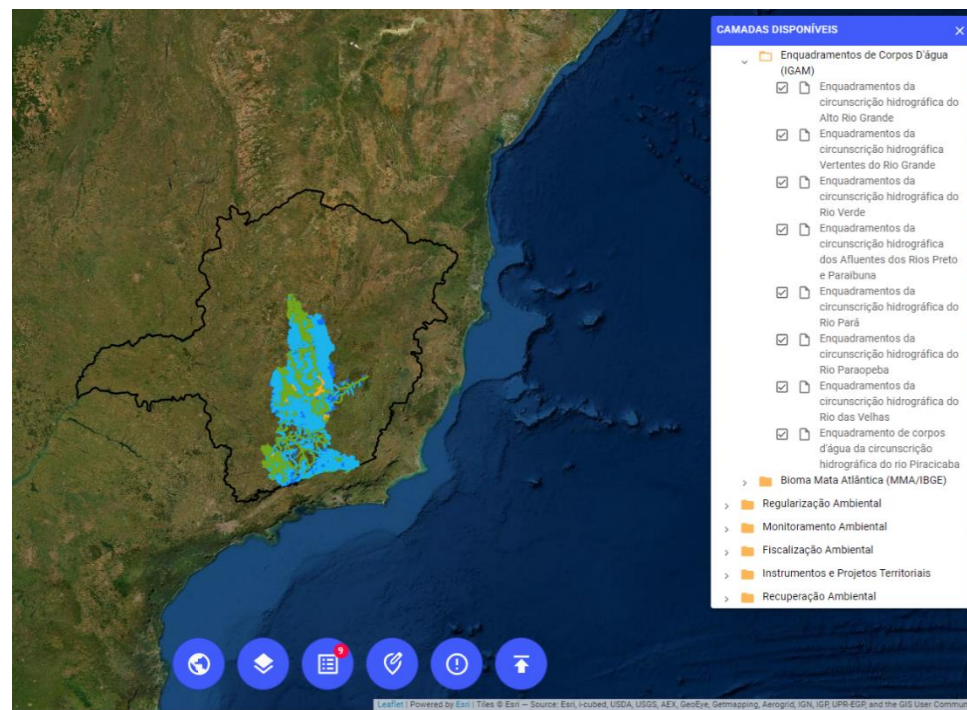 CAMADAS DISPONÍVEIS
Enquadramentos de Corpos D'água
(IGAM)
Enquadramentos da
circunscrição hidrográfica do
Alto Rio Grande
Enquadramentos da
circunscrição hidrográfica
Vertentes do Rio Grande
Enquadramentos da
circunscrição hidrográfica do
Rio Verde
Enquadramentos da
circunscrição hidrográfica
dos Afluentes dos Rios Preto
e Paraibuna
Enquadramentos da
circunscrição hidrográfica do
Rio Pará
Enquadramentos da
circunscrição hidrográfica do
Rio Paraopeba
Enquadramentos da
circunscrição hidrográfica do
Rio das Velhas
Enquadramento de corpos
d'água da circunscrição
hidrográfica do rio Piracicaba
Bioma Mata Atlântica (MMA/IBGE)
Regularização Ambiental
Monitoramento Ambiental
Fiscalização Ambiental
Instrumentos e Projetos Territoriais
Recuperação Ambiental
9
Leaflet | Powered by Esri | Tiles © Esri — Source: Esri, i-cubed, USDA, USGS, AEX, GeoEye, Getmapping, Aerogrid, IGN, IGP, UPR-EGP, and the GIS User Commun